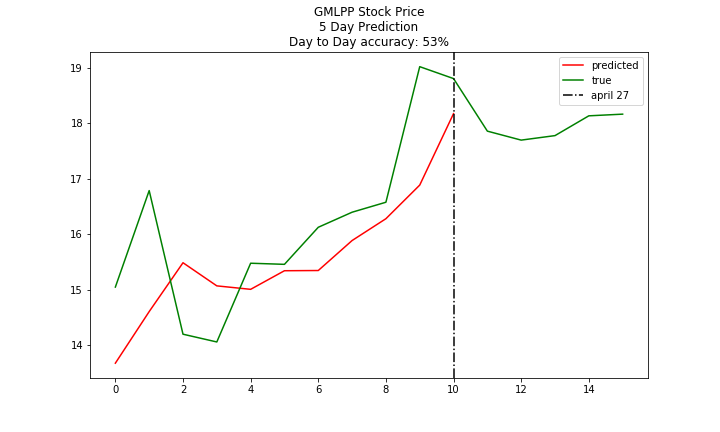 GMLPP Stock Price
5 Day Prediction
Day to Day accuracy: 53%
predicted
true
april 27
19
18
17
16
15
14
0 2 4 6 8 10 12 14